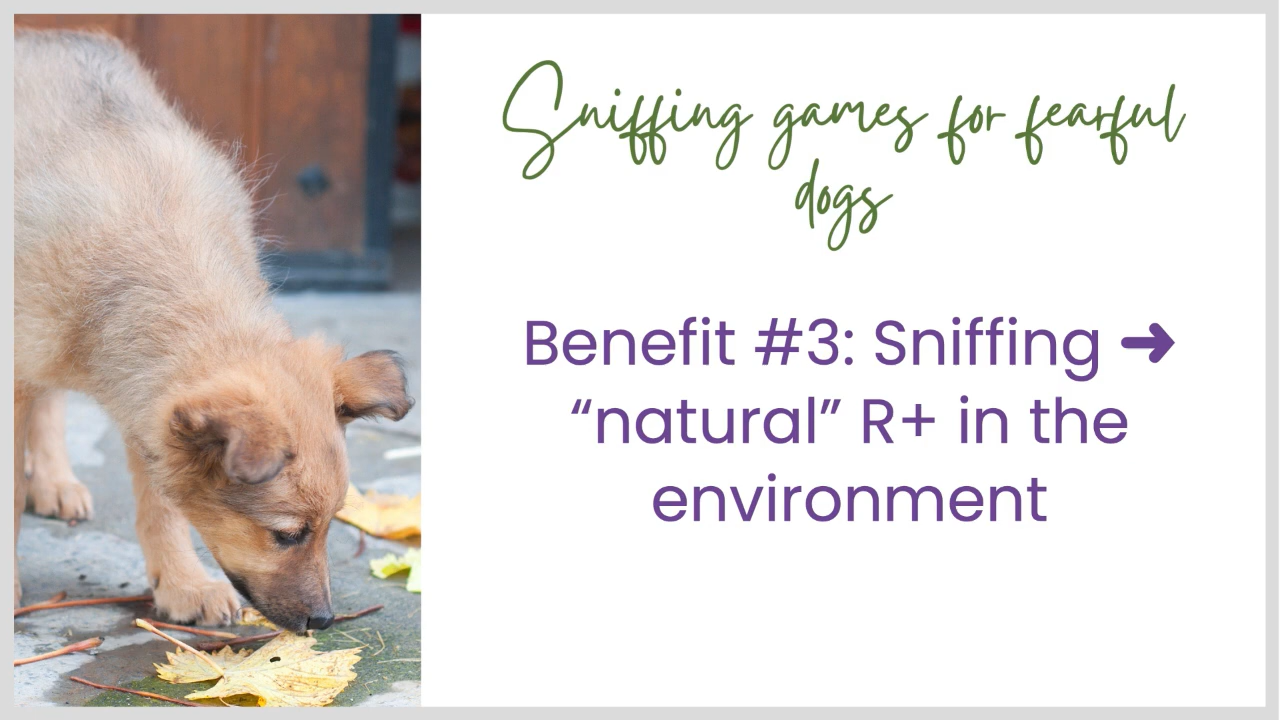 Sniffing games for fearful
dogs
Benefit #3: Sniffing ➜
“natural” R+ in the
environment